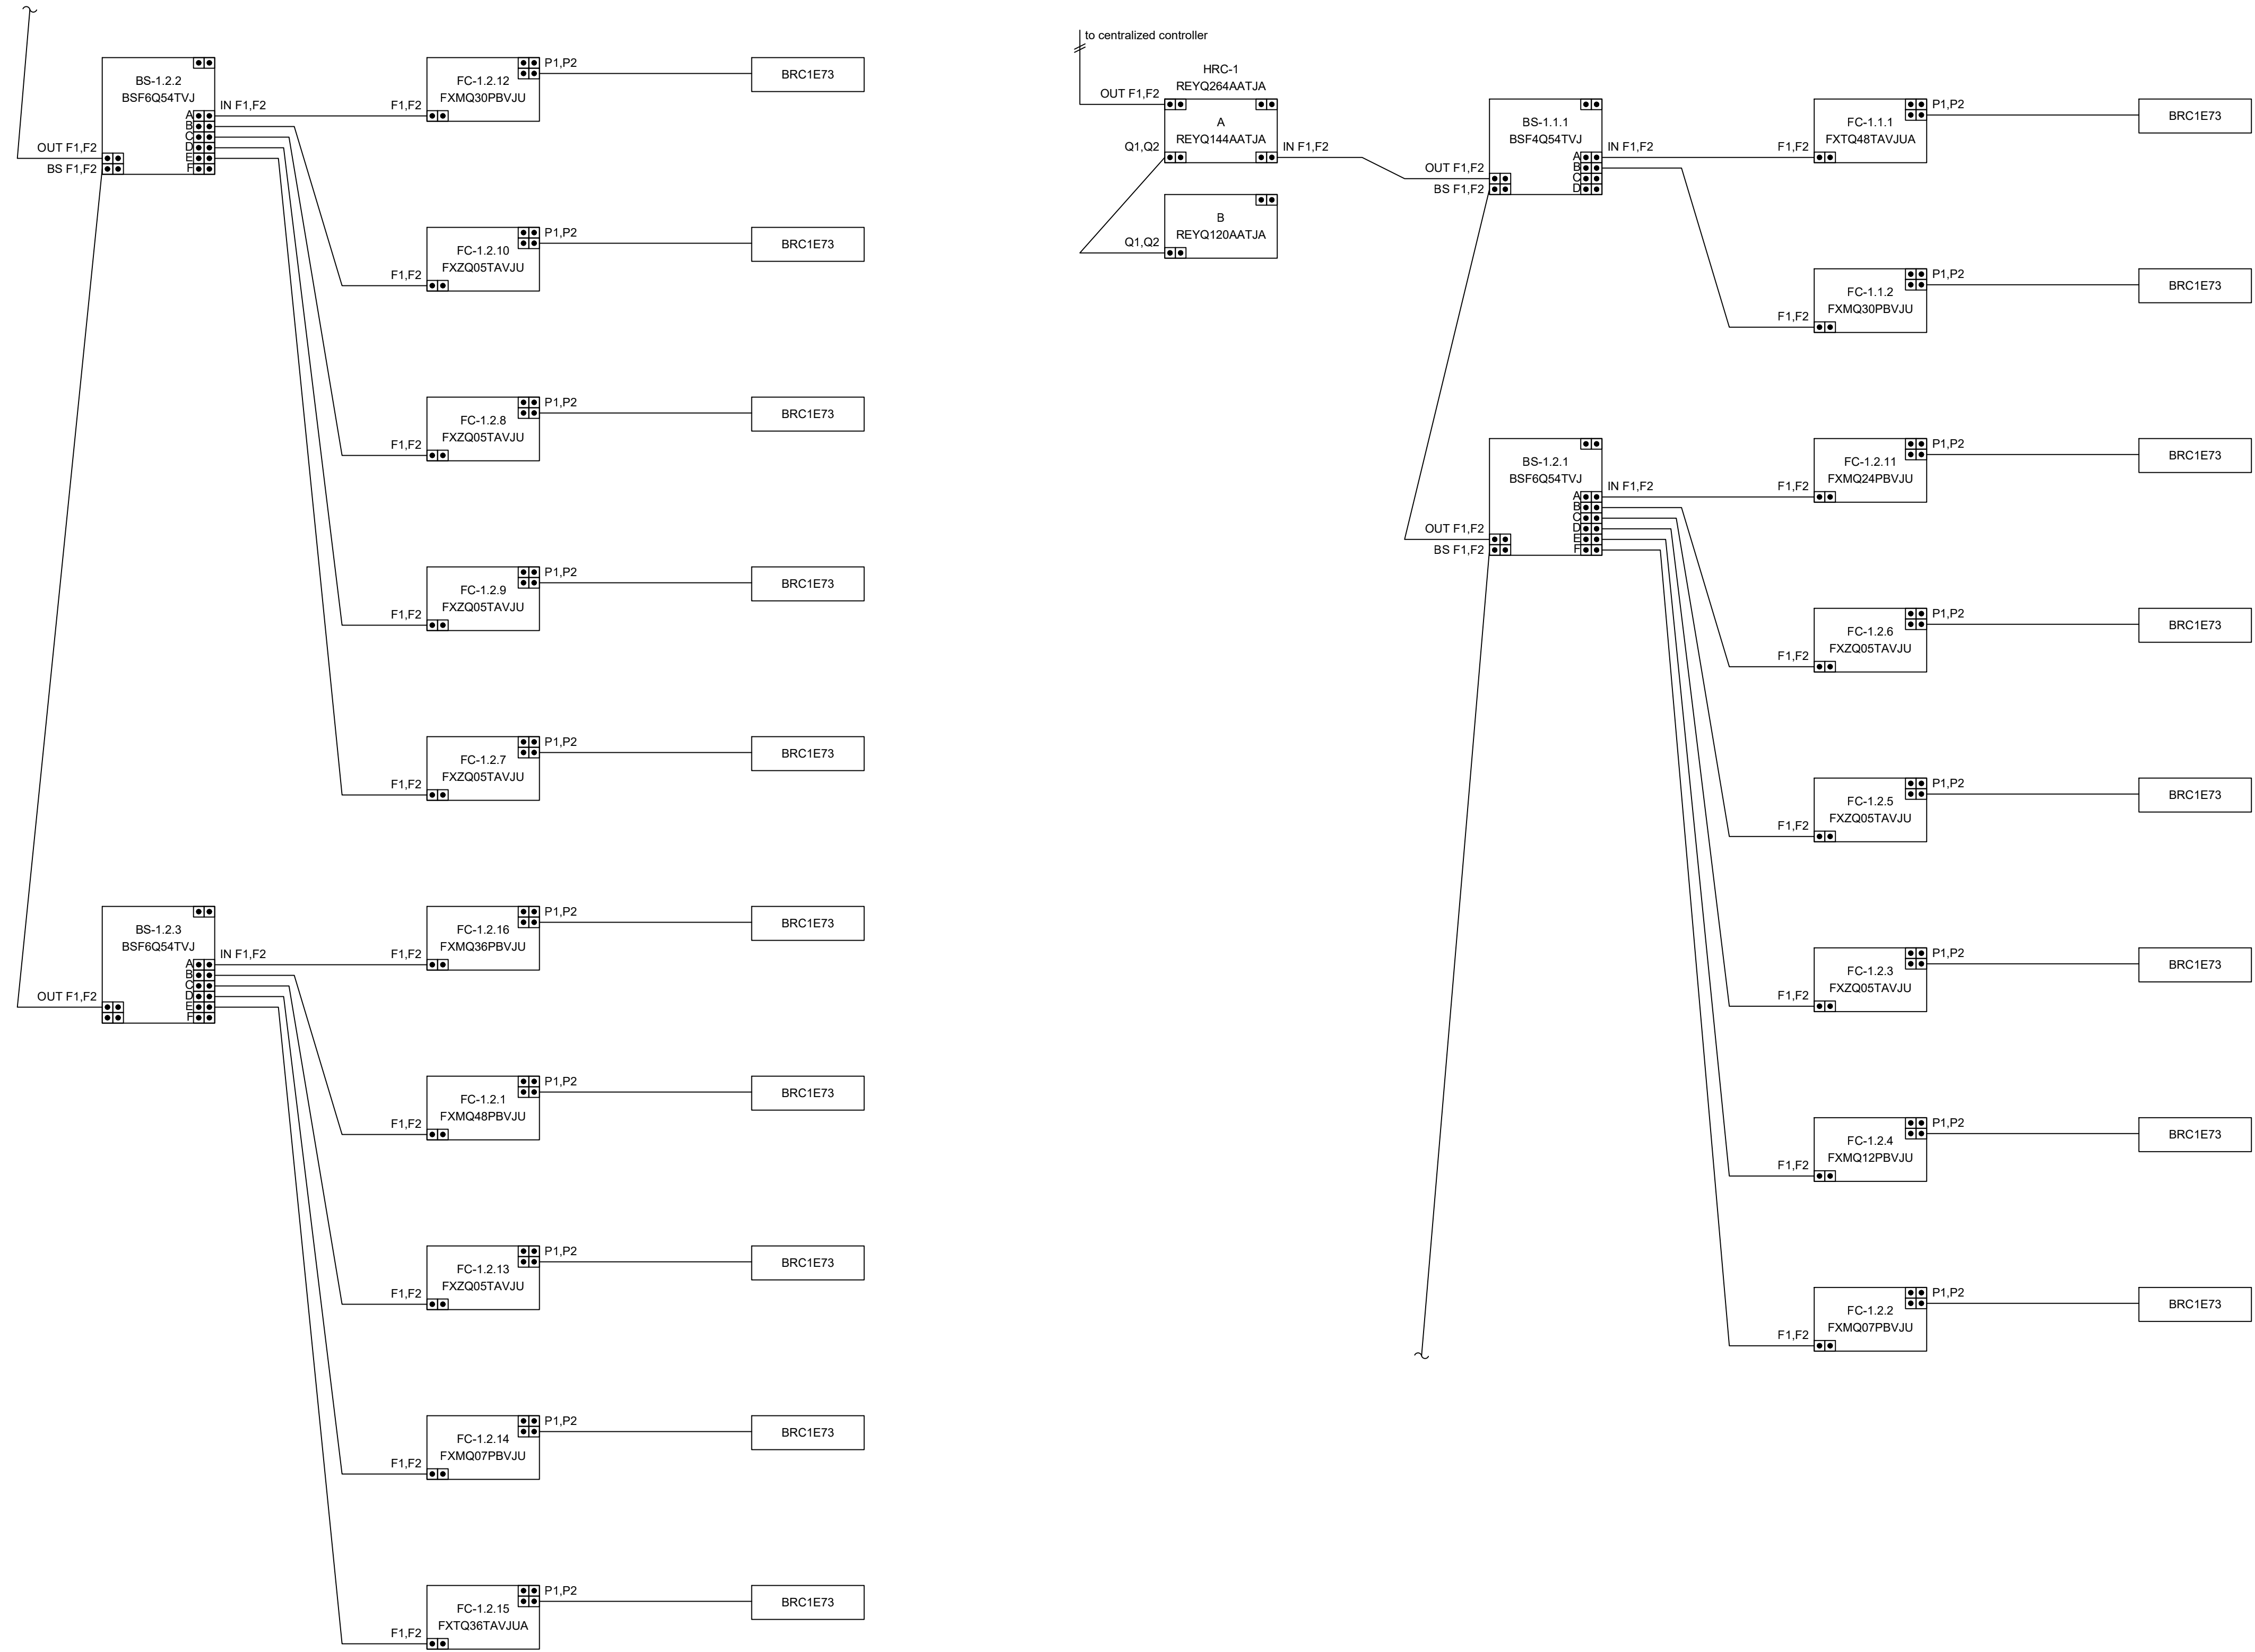 BS-1.2.2
BSF6Q54TVJ
A
B
C
D
E
F
IN F1,F2
OUT F1,F2
BS F1,F2
F1,F2
FC-1.2.12
FXMQ30PBVJU
P1,P2
BRC1E73
F1,F2
FC-1.2.10
FXZQ05TAVJU
P1,P2
BRC1E73
F1,F2
FC-1.2.8
FXZQ05TAVJU
P1,P2
BRC1E73
F1,F2
FC-1.2.9
FXZQ05TAVJU
P1,P2
BRC1E73
F1,F2
FC-1.2.7
FXZQ05TAVJU
P1,P2
BRC1E73
BS-1.2.3
BSF6Q54TVJ
A
B
C
D
E
F
IN F1,F2
OUT F1,F2
F1,F2
FC-1.2.16
FXMQ36PBVJU
P1,P2
BRC1E73
F1,F2
FC-1.2.1
FXMQ48PBVJU
P1,P2
BRC1E73
F1,F2
FC-1.2.13
FXZQ05TAVJU
P1,P2
BRC1E73
F1,F2
FC-1.2.14
FXMQ07PBVJU
P1,P2
BRC1E73
F1,F2
FC-1.2.15
FXTQ36TAVJUA
P1,P2
BRC1E73
to centralized controller
HRC-1
REYQ264AATJA
OUT F1,F2
A
REYQ144AATJA
Q1,Q2
IN F1,F2
B
REYQ120AATJA
Q1,Q2
BS-1.1.1
BSF4Q54TVJ
A
B
C
D
IN F1,F2
OUT F1,F2
BS F1,F2
F1,F2
FC-1.1.1
FXTQ48TAVJUA
P1,P2
BRC1E73
F1,F2
FC-1.1.2
FXMQ30PBVJU
P1,P2
BRC1E73
BS-1.2.1
BSF6Q54TVJ
A
B
C
D
E
F
IN F1,F2
OUT F1,F2
BS F1,F2
F1,F2
FC-1.2.11
FXMQ24PBVJU
P1,P2
BRC1E73
F1,F2
FC-1.2.6
FXZQ05TAVJU
P1,P2
BRC1E73
F1,F2
FC-1.2.5
FXZQ05TAVJU
P1,P2
BRC1E73
F1,F2
FC-1.2.3
FXZQ05TAVJU
P1,P2
BRC1E73
F1,F2
FC-1.2.4
FXMQ12PBVJU
P1,P2
BRC1E73
F1,F2
FC-1.2.2
FXMQ07PBVJU
P1,P2
BRC1E73